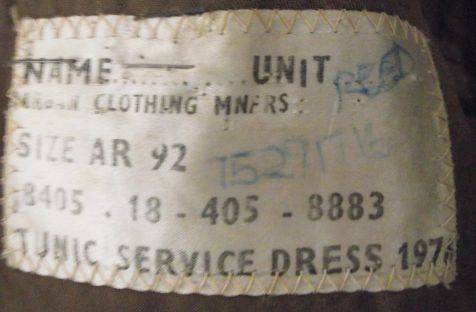 NAME............UNIT
CLOTHING MNFRS:
SIZE AR 92
8405 . 18 - 405 - 8883
TUNIC SERVICE DRESS 197